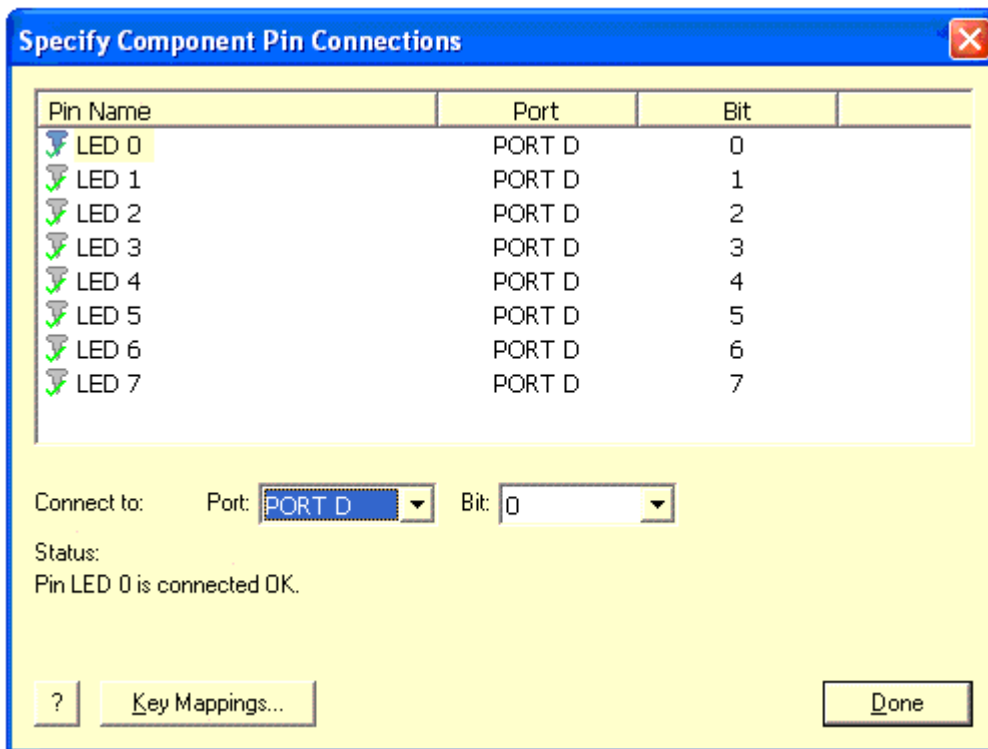 Specify Component Pin Connections
Pin Name Port Bit
LED 0 PORT D 0
LED 1 PORT D 1
LED 2 PORT D 2
LED 3 PORT D 3
LED 4 PORT D 4
LED 5 PORT D 5
LED 6 PORT D 6
LED 7 PORT D 7
Connect to: Port: PORT D Bit: 0
Status:
Pin LED 0 is connected OK.
? Key Mappings... Done